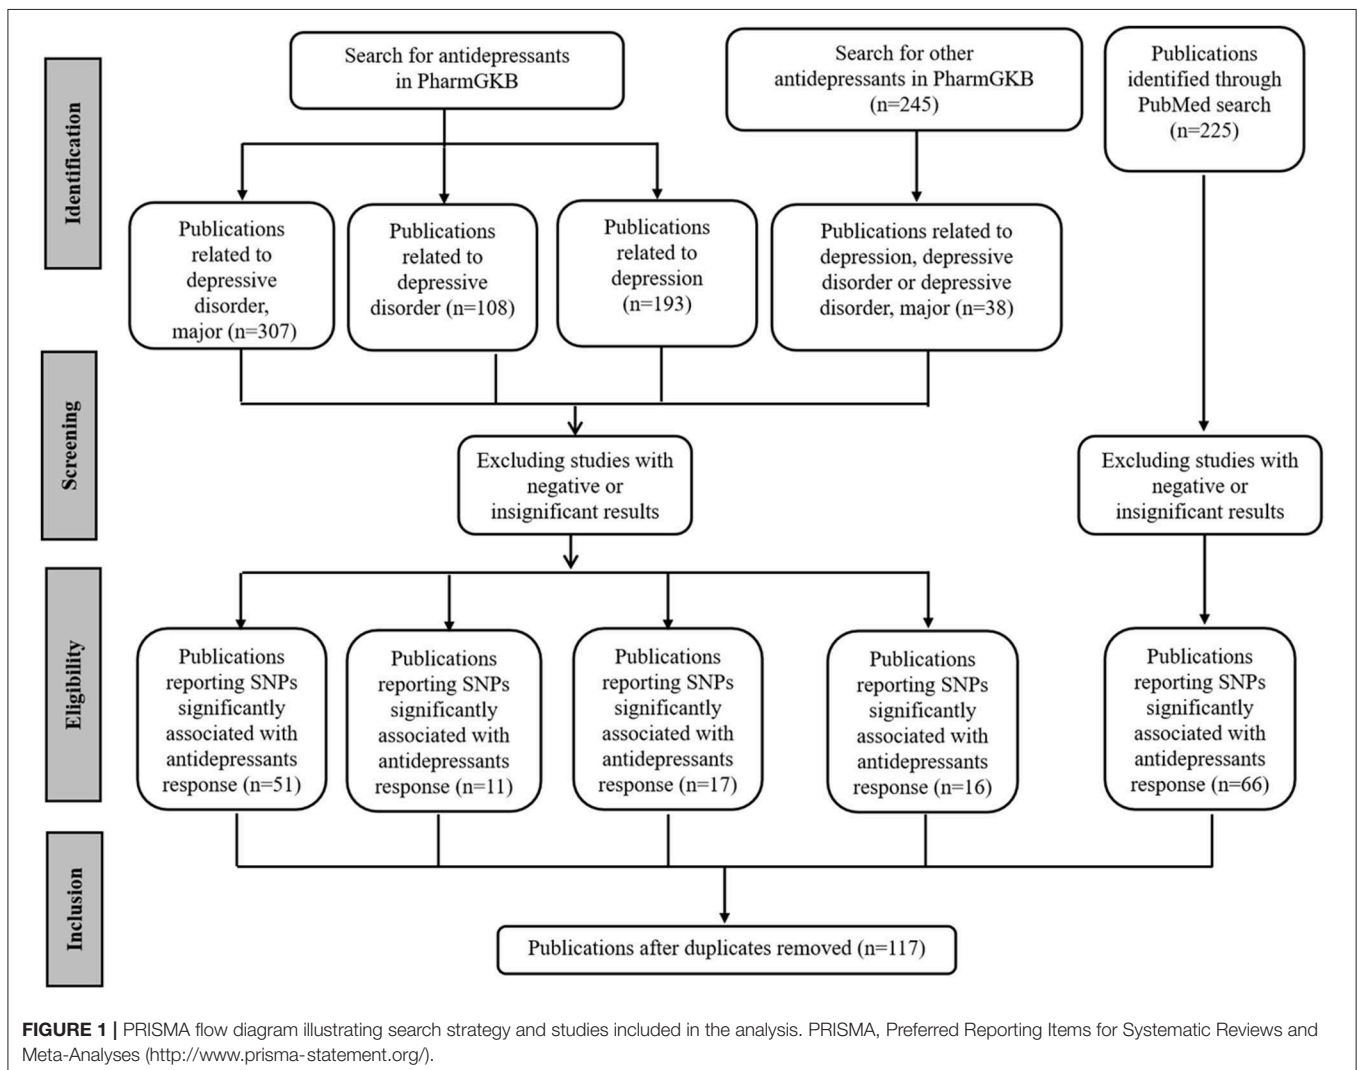 Identification
Search for antidepressants
in PharmGKB
Search for other
antidepressants in PharmGKB
(n=245)
Publications
identified through
PubMed search
(n=225)
Publications
related to
depressive
disorder,
major (n=307)
Publications
related to
depressive
disorder (n=108)
Publications
related to
depression
(n=193)
Publications related to
depression, depressive
disorder or depressive
disorder, major (n=38)
Screening
Excluding studies with
negative or
insignificant results
Excluding studies with
negative or
insignificant results
Eligibility
Publications
reporting SNPs
significantly
associated with
antidepressants
response (n=51)
Publications
reporting SNPs
significantly
associated with
antidepressants
response (n=11)
Publications
reporting SNPs
significantly
associated with
antidepressants
response (n=17)
Publications
reporting SNPs
significantly
associated with
antidepressants
response (n=16)
Publications
reporting SNPs
significantly
associated with
antidepressants
response (n=66)
Inclusion
Publications after duplicates removed (n=117)
FIGURE 1 | PRISMA flow diagram illustrating search strategy and studies included in the analysis. PRISMA, Preferred Reporting Items for Systematic Reviews and
Meta-Analyses (http://www.prisma-statement.org/).